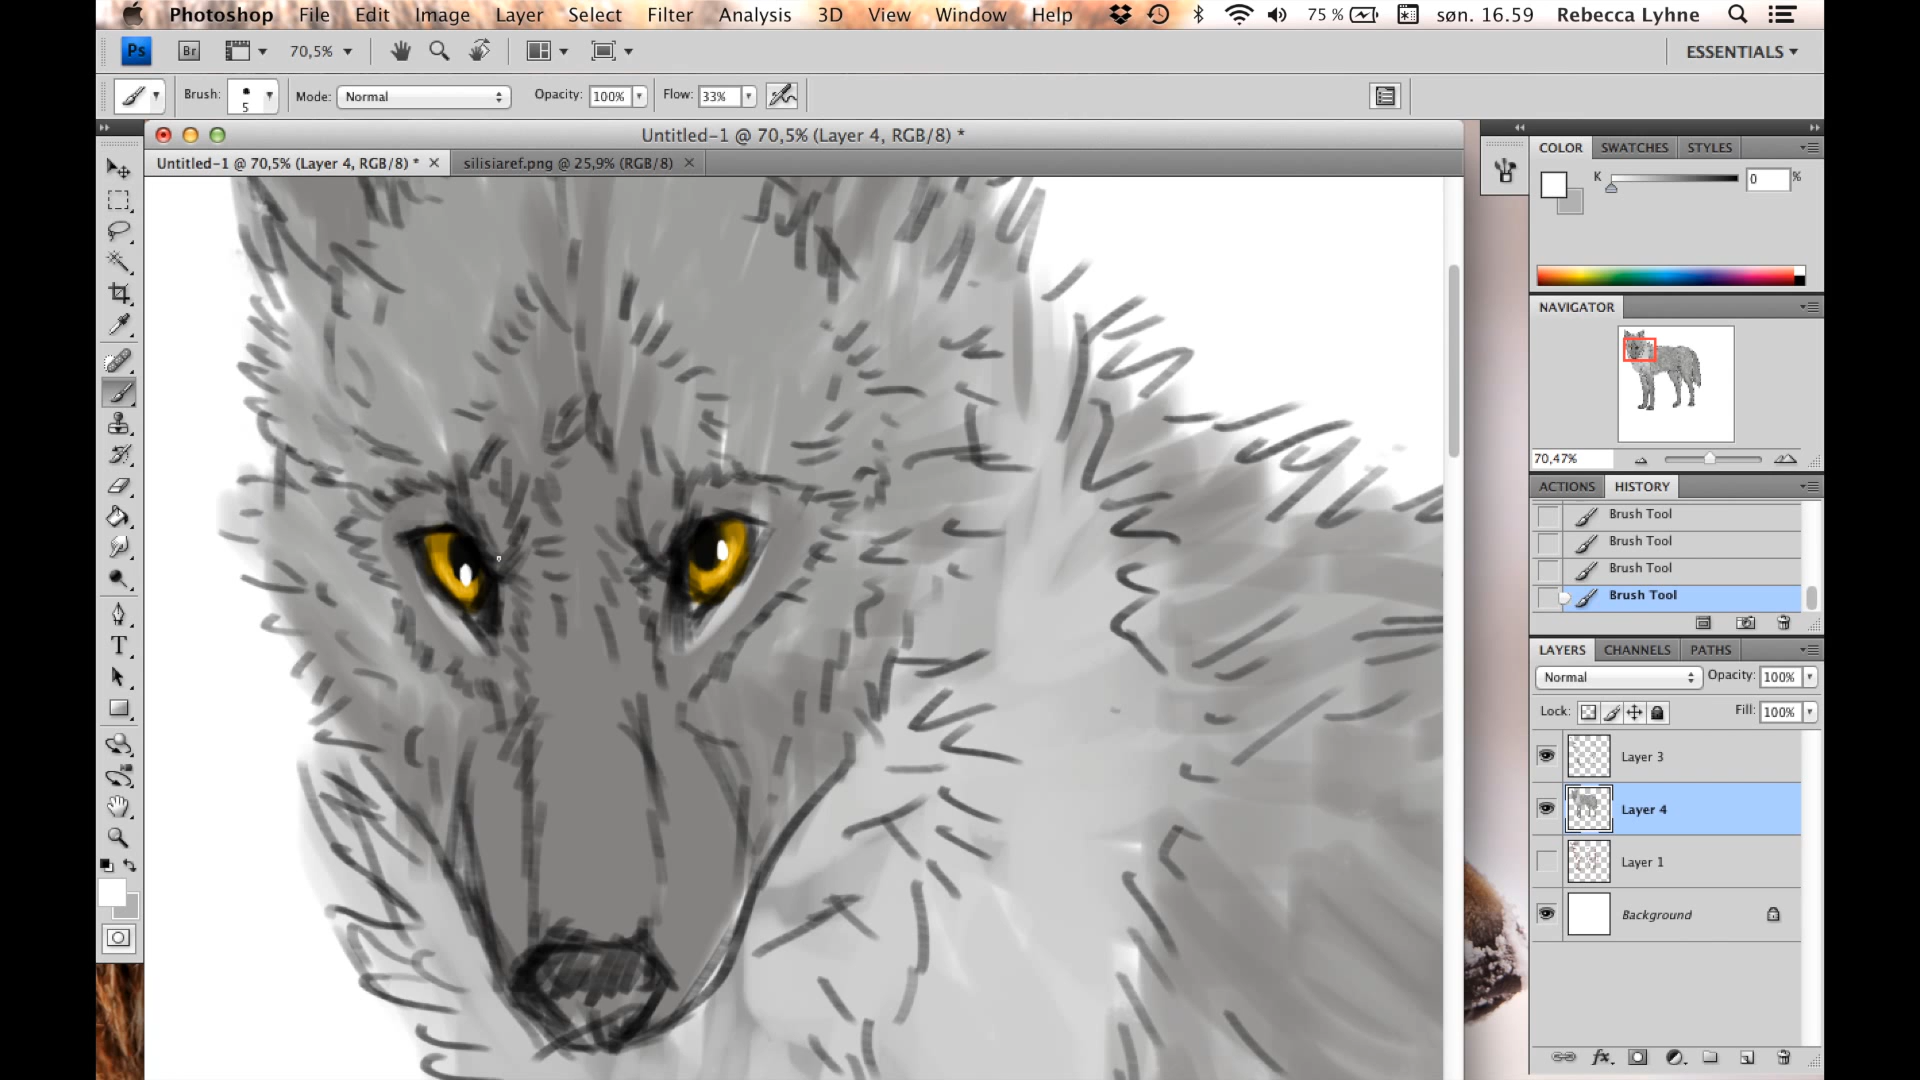 Photoshop File Edit Image Layer Select Filter Analysis 3D View Window Help 75 % søn. 16.59 Rebecca Lyhne
Ps Br 70,5% ESSENTIALS
Brush: 5 Mode: Normal Opacity: 100% Flow: 33%
Untitled-1 @ 70,5% (Layer 4, RGB/8) *
Untitled-1 @ 70,5% (Layer 4, RGB/8) * silisiaref.png @ 25,9% (RGB/8)
COLOR SWATCHES STYLES
K 0 %
NAVIGATOR
70,47%
ACTIONS HISTORY
Brush Tool
Brush Tool
Brush Tool
Brush Tool
LAYERS CHANNELS PATHS
Normal Opacity: 100%
Lock: Fill: 100%
Layer 3
Layer 4
Layer 1
Background
fx
T